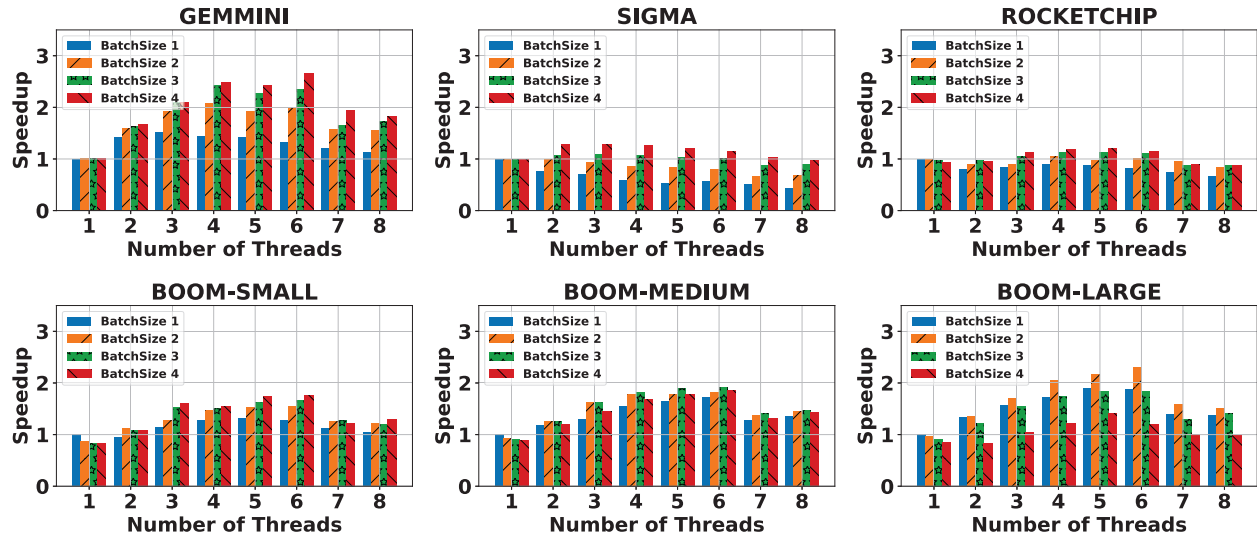 GEMMINI
3
2
1
0
Speedup
BatchSize 1
BatchSize 2
BatchSize 3
BatchSize 4
1 2 3 4 5 6 7 8
Number of Threads
SIGMA
3
2
1
0
Speedup
BatchSize 1
BatchSize 2
BatchSize 3
BatchSize 4
1 2 3 4 5 6 7 8
Number of Threads
ROCKETCHIP
3
2
1
0
Speedup
BatchSize 1
BatchSize 2
BatchSize 3
BatchSize 4
1 2 3 4 5 6 7 8
Number of Threads
BOOM-SMALL
3
2
1
0
Speedup
BatchSize 1
BatchSize 2
BatchSize 3
BatchSize 4
1 2 3 4 5 6 7 8
Number of Threads
BOOM-MEDIUM
3
2
1
0
Speedup
BatchSize 1
BatchSize 2
BatchSize 3
BatchSize 4
1 2 3 4 5 6 7 8
Number of Threads
BOOM-LARGE
3
2
1
0
Speedup
BatchSize 1
BatchSize 2
BatchSize 3
BatchSize 4
1 2 3 4 5 6 7 8
Number of Threads